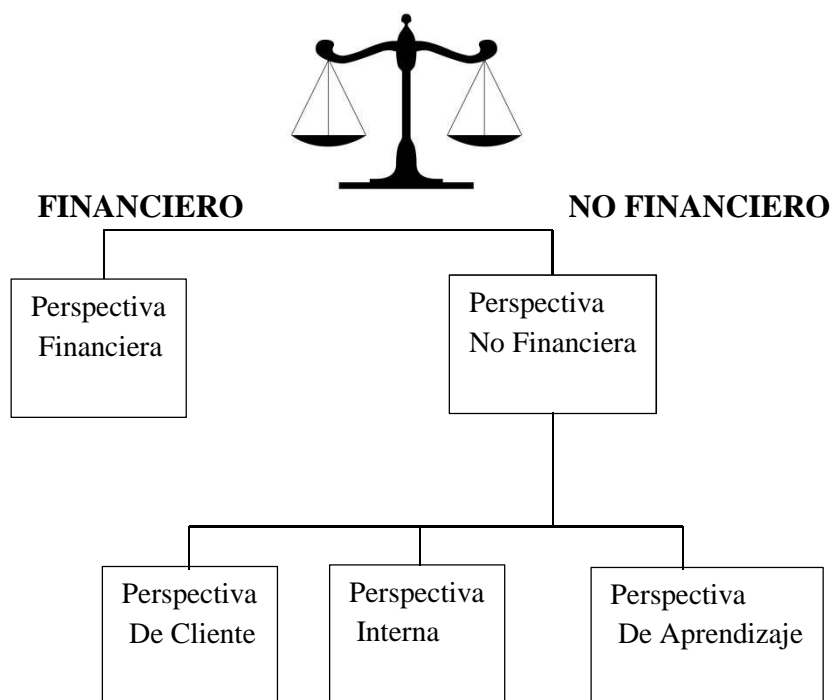 FINANCIERO
NO FINANCIERO
Perspectiva
Financiera
Perspectiva
No Financiera
Perspectiva
De Cliente
Perspectiva
Interna
Perspectiva
De Aprendizaje